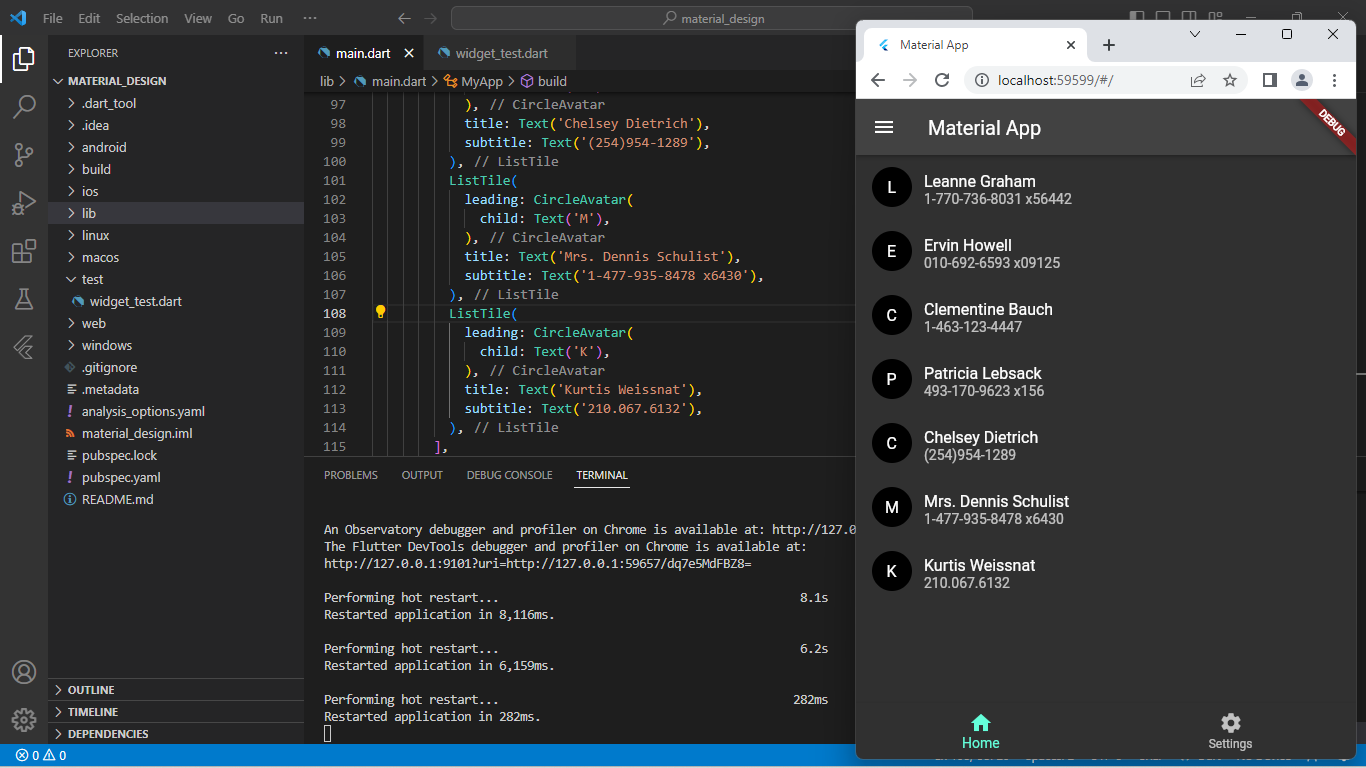 File Edit Selection View Go Run ··· material_design
EXPLORER ···
MATERIAL_DESIGN
.dart_tool
.idea
android
build
ios
lib
linux
macos
test
widget_test.dart
web
windows
.gitignore
.metadata
analysis_options.yaml
material_design.iml
pubspec.lock
pubspec.yaml
README.md
OUTLINE
TIMELINE
DEPENDENCIES
0 0
main.dart widget_test.dart
lib > main.dart > MyApp > build
97 ), // CircleAvatar
98 title: Text('Chelsey Dietrich'),
99 subtitle: Text('(254)954-1289'),
100 ), // ListTile
101 ListTile(
102 leading: CircleAvatar(
103 child: Text('M'),
104 ), // CircleAvatar
105 title: Text('Mrs. Dennis Schulist'),
106 subtitle: Text('1-477-935-8478 x6430'),
107 ), // ListTile
108 ListTile(
109 leading: CircleAvatar(
110 child: Text('K'),
111 ), // CircleAvatar
112 title: Text('Kurtis Weissnat'),
113 subtitle: Text('210.067.6132'),
114 ), // ListTile
115 ],
PROBLEMS OUTPUT DEBUG CONSOLE TERMINAL
An Observatory debugger and profiler on Chrome is available at: http://127.0
The Flutter DevTools debugger and profiler on Chrome is available at:
http://127.0.0.1:9101?uri=http://127.0.0.1:59657/dq7e5MdFBZ8=
Performing hot restart... 8.1s
Restarted application in 8,116ms.
Performing hot restart... 6.2s
Restarted application in 6,159ms.
Performing hot restart... 282ms
Restarted application in 282ms.
Material App
localhost:59599/#/
Material App
DEBUG
L Leanne Graham
1-770-736-8031 x56442
E Ervin Howell
010-692-6593 x09125
C Clementine Bauch
1-463-123-4447
P Patricia Lebsack
493-170-9623 x156
C Chelsey Dietrich
(254)954-1289
M Mrs. Dennis Schulist
1-477-935-8478 x6430
K Kurtis Weissnat
210.067.6132
Home Settings